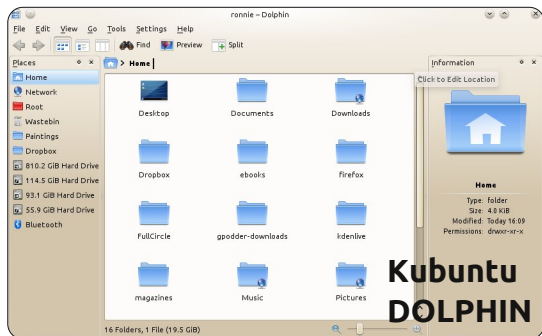 ronnie – Dolphin
File Edit View Go Tools Settings Help
Find Preview Split
Places
Home
Network
Root
Wastebin
Paintings
Dropbox
810.2 GiB Hard Drive
114.5 GiB Hard Drive
93.1 GiB Hard Drive
55.9 GiB Hard Drive
Bluetooth
> Home
Desktop Documents Downloads
Dropbox ebooks firefox
FullCircle gpodder-downloads kdenlive
magazines Music Pictures
16 Folders, 1 File (19.5 GiB)
Information
Click to Edit Location
Home
Type: folder
Size: 4.0 KiB
Modified: Today 16:09
Permissions: drwxr-xr-x
Kubuntu
DOLPHIN